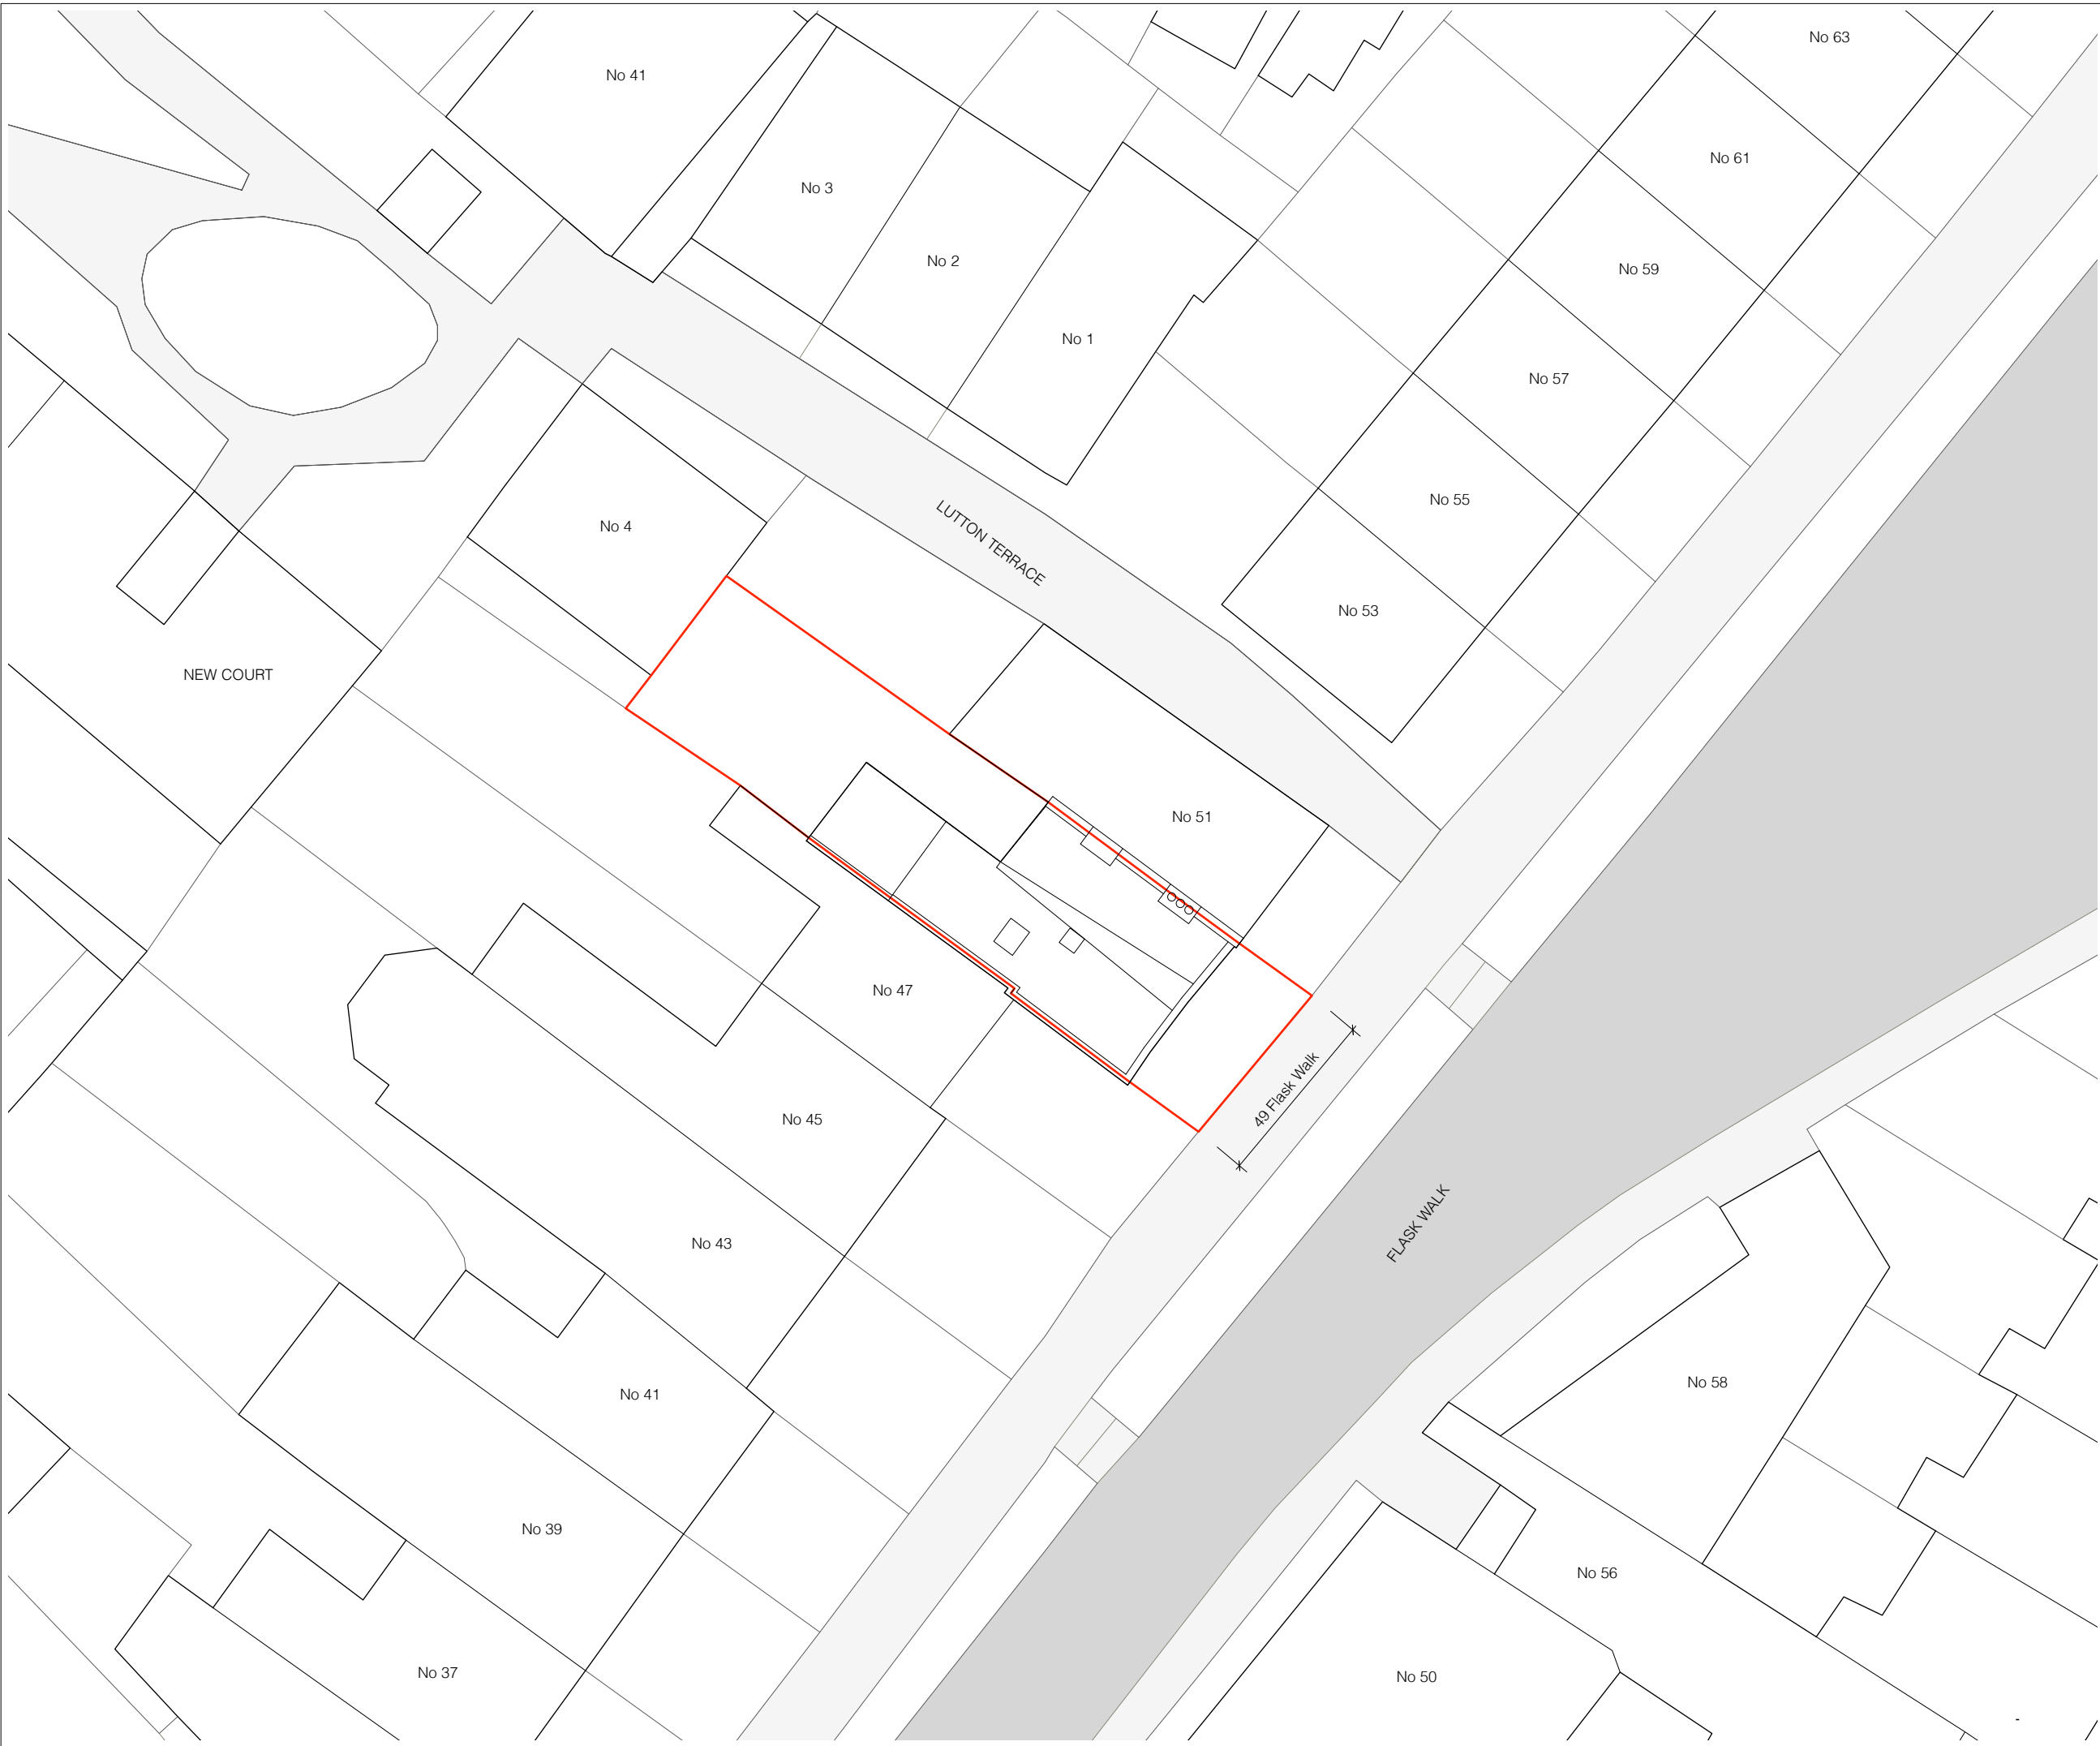 No 63
No 41
No 61
No 3
No 2
No 59
No 1
No 57
No 55
LUTTON TERRACE
No 4
No 53
NEW COURT
No 51
No 47
49 Flask Walk
No 45
FLASK WALK
No 43
No 58
No 41
No 39
No 56
No 37
No 50